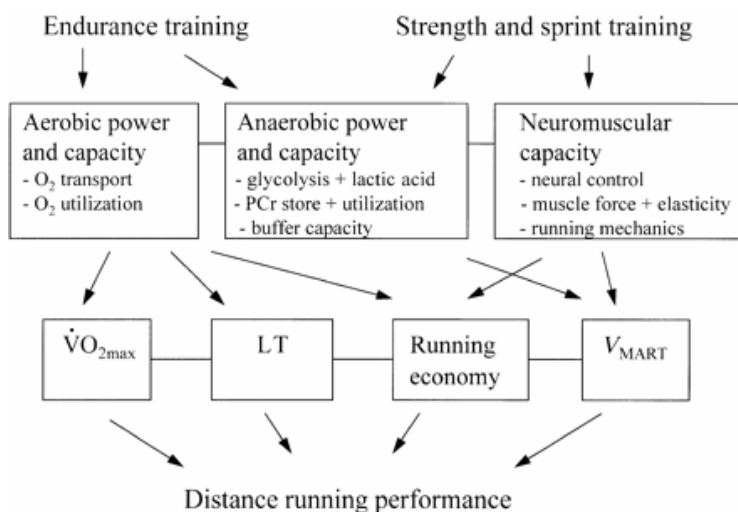 Endurance training
Strength and sprint training
Aerobic power
and capacity
- O₂ transport
- O₂ utilization
Anaerobic power
and capacity
- glycolysis + lactic acid
- PCr store + utilization
- buffer capacity
Neuromuscular
capacity
- neural control
- muscle force + elasticity
- running mechanics
V̇O₂max
LT
Running
economy
V_MART
Distance running performance